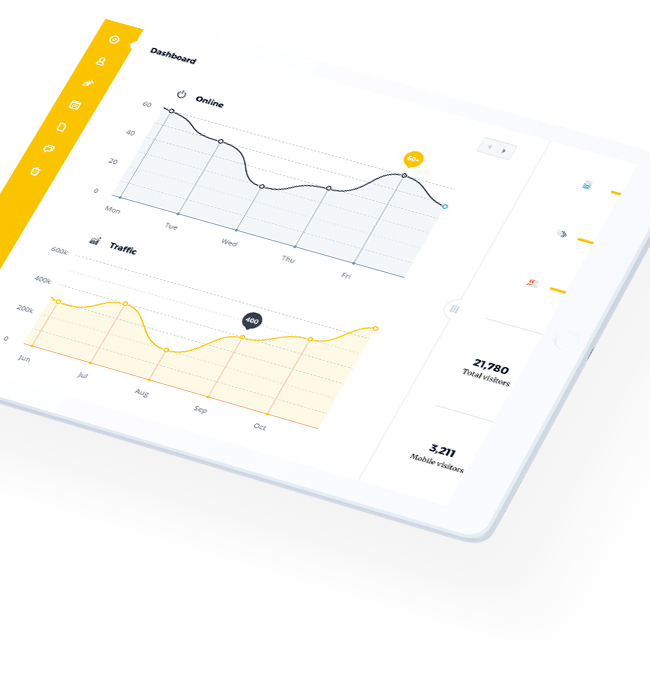 Dashboard
Online
60
40
20
0
60+
Mon
Tue
Wed
Thu
Fri
Traffic
600k
400k
200k
0
400
Jun
Jul
Aug
Sep
Oct
21,780
Total visitors
3,211
Mobile visitors